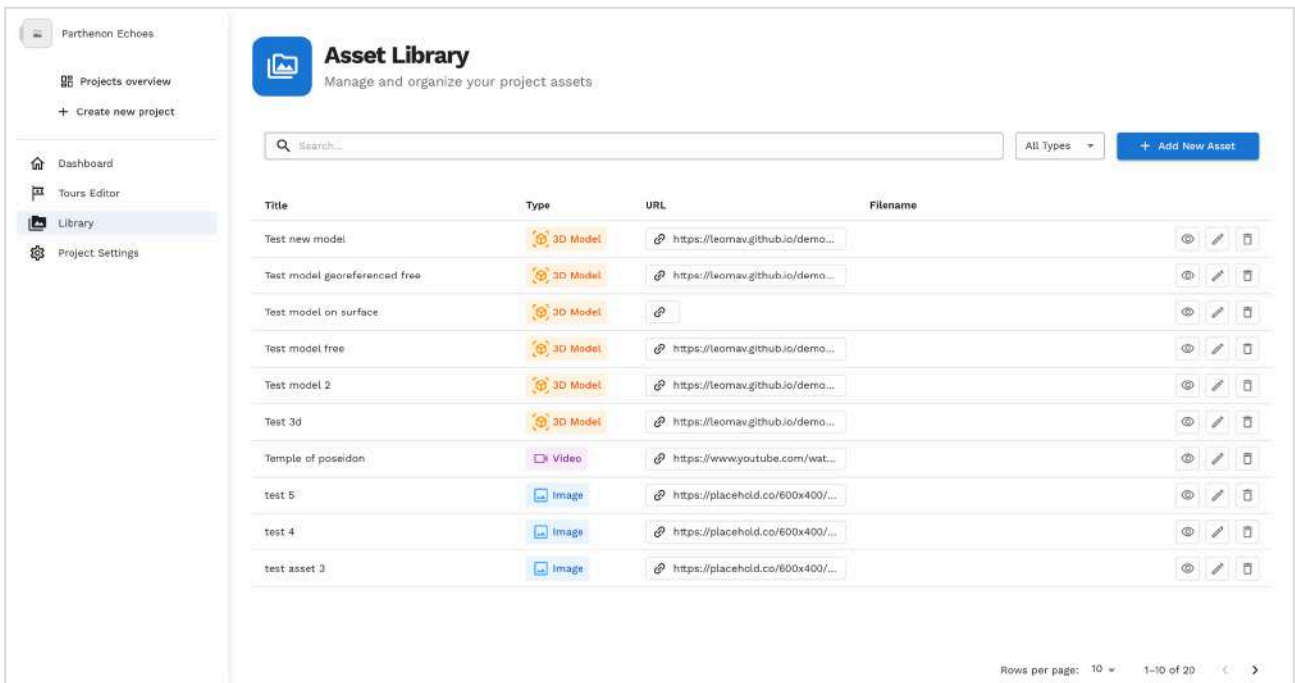 Parthenon Echoes
Projects overview
+ Create new project
Dashboard
Tours Editor
Library
Project Settings
Asset Library
Manage and organize your project assets
Search...
All Types
+ Add New Asset
Title Type URL Filename
Test new model 3D Model https://leomav.github.io/demo...
Test model georeferenced free 3D Model https://leomav.github.io/demo...
Test model on surface 3D Model
Test model free 3D Model https://leomav.github.io/demo...
Test model 2 3D Model https://leomav.github.io/demo...
Test 3d 3D Model https://leomav.github.io/demo...
Temple of poseidon Video https://www.youtube.com/wat...
test 5 Image https://placehold.co/600x400/...
test 4 Image https://placehold.co/600x400/...
test asset 3 Image https://placehold.co/600x400/...
Rows per page: 10 1–10 of 20